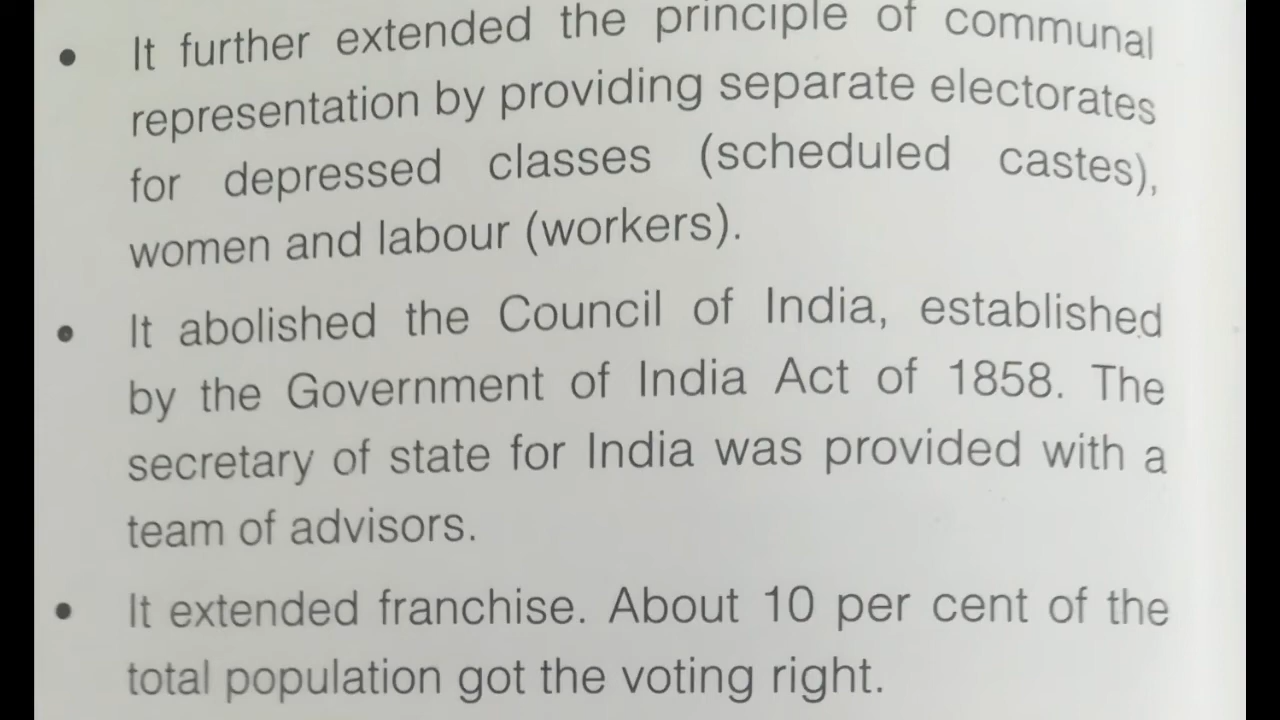 • It further extended the principle of communal
representation by providing separate electorates
for depressed classes (scheduled castes),
women and labour (workers).
• It abolished the Council of India, established
by the Government of India Act of 1858. The
secretary of state for India was provided with a
team of advisors.
• It extended franchise. About 10 per cent of the
total population got the voting right.